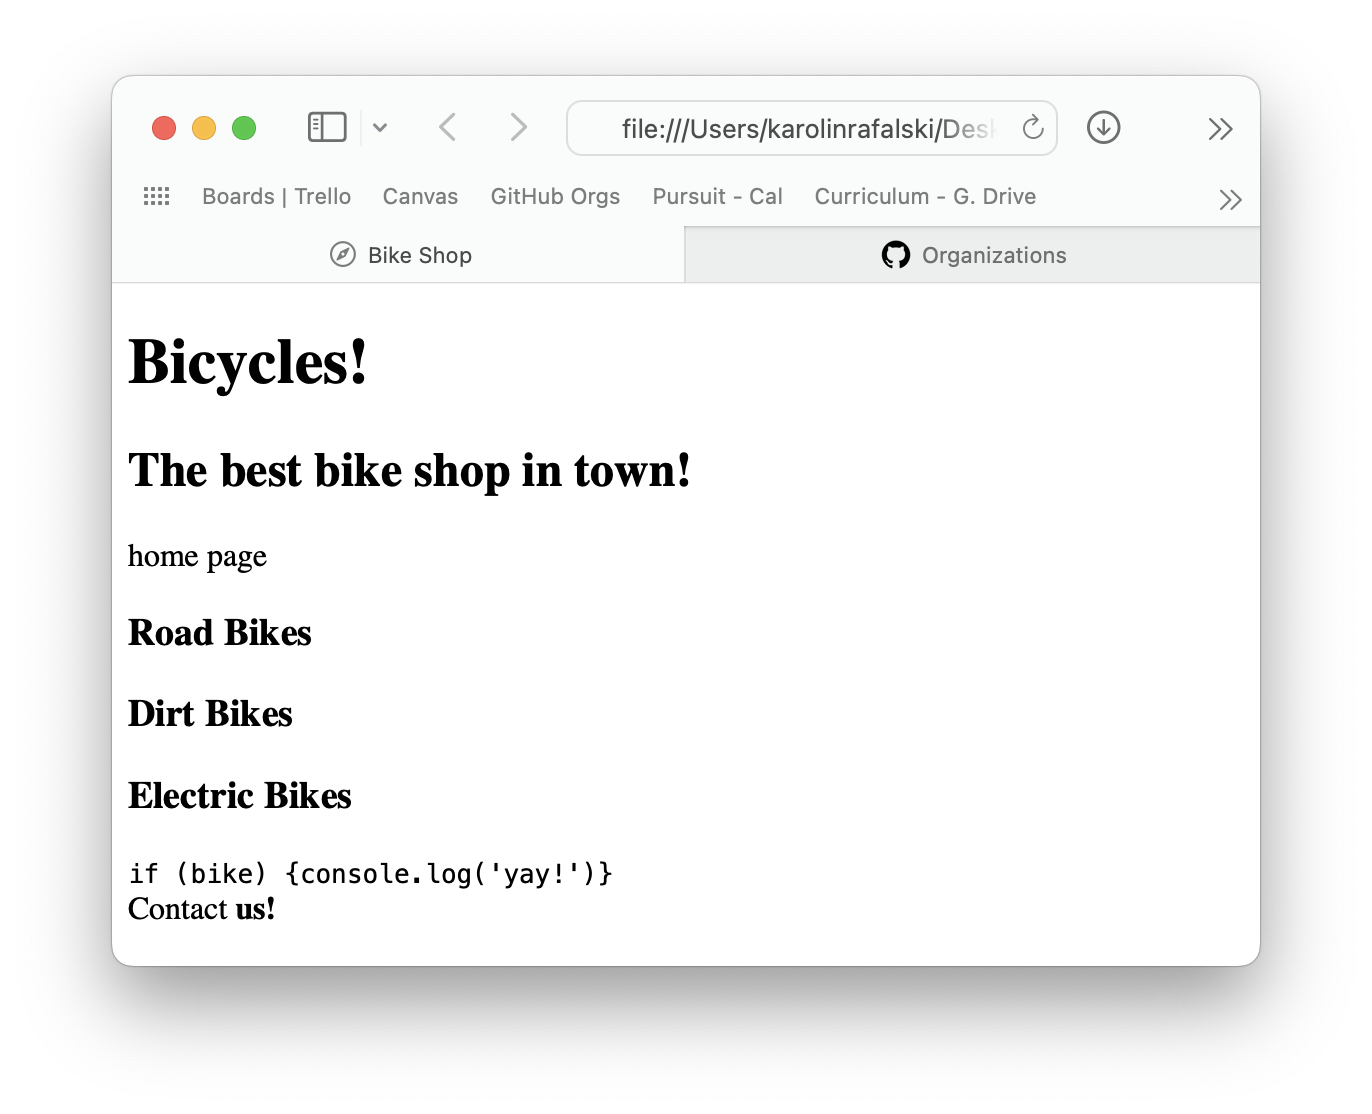 file:///Users/karolinrafalski/Des
Boards | Trello Canvas GitHub Orgs Pursuit - Cal Curriculum - G. Drive
Bike Shop Organizations
Bicycles!
The best bike shop in town!
home page
Road Bikes
Dirt Bikes
Electric Bikes
if (bike) {console.log('yay!')}
Contact us!